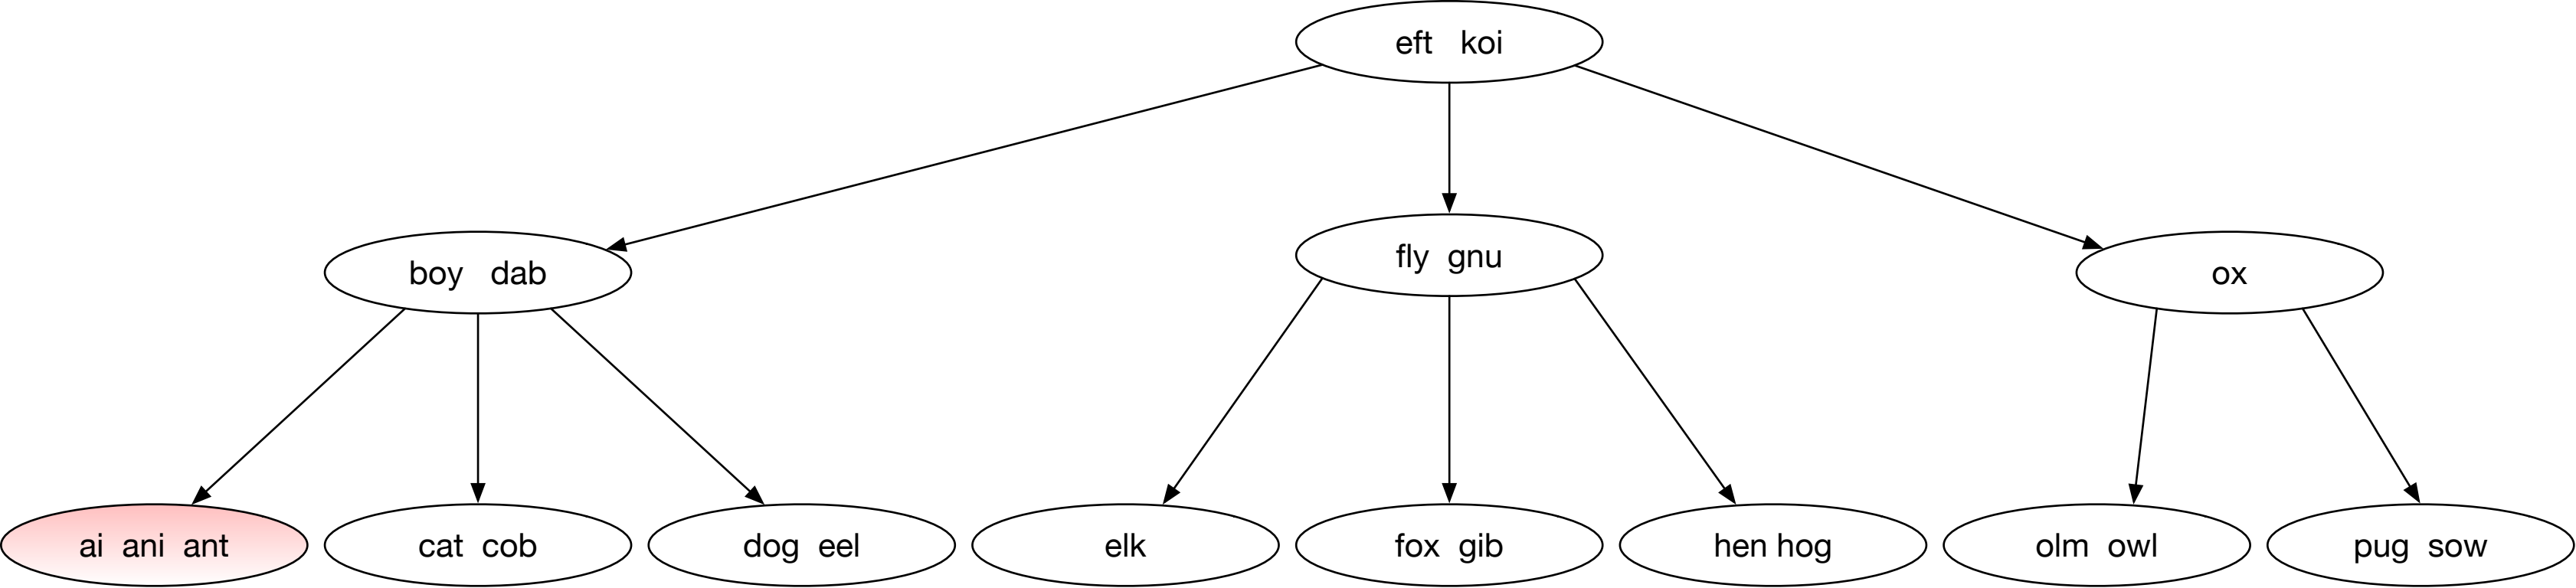 eft koi
boy dab
fly gnu
ox
ai ani ant
cat cob
dog eel
elk
fox gib
hen hog
olm owl
pug sow